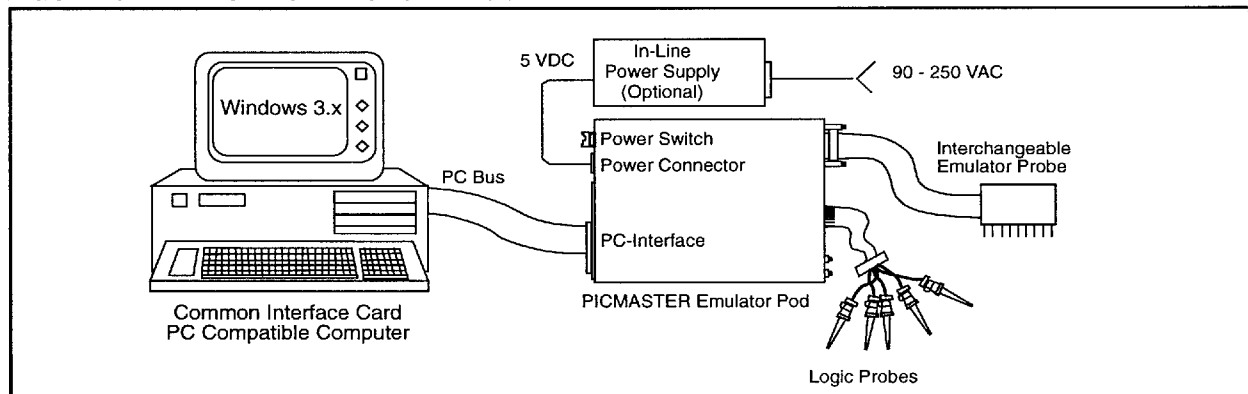 5 VDC
In-Line
Power Supply
(Optional)
90 - 250 VAC
Windows 3.x
Power Switch
Power Connector
Interchangeable
Emulator Probe
PC Bus
PC-Interface
PICMASTER Emulator Pod
Common Interface Card
PC Compatible Computer
Logic Probes